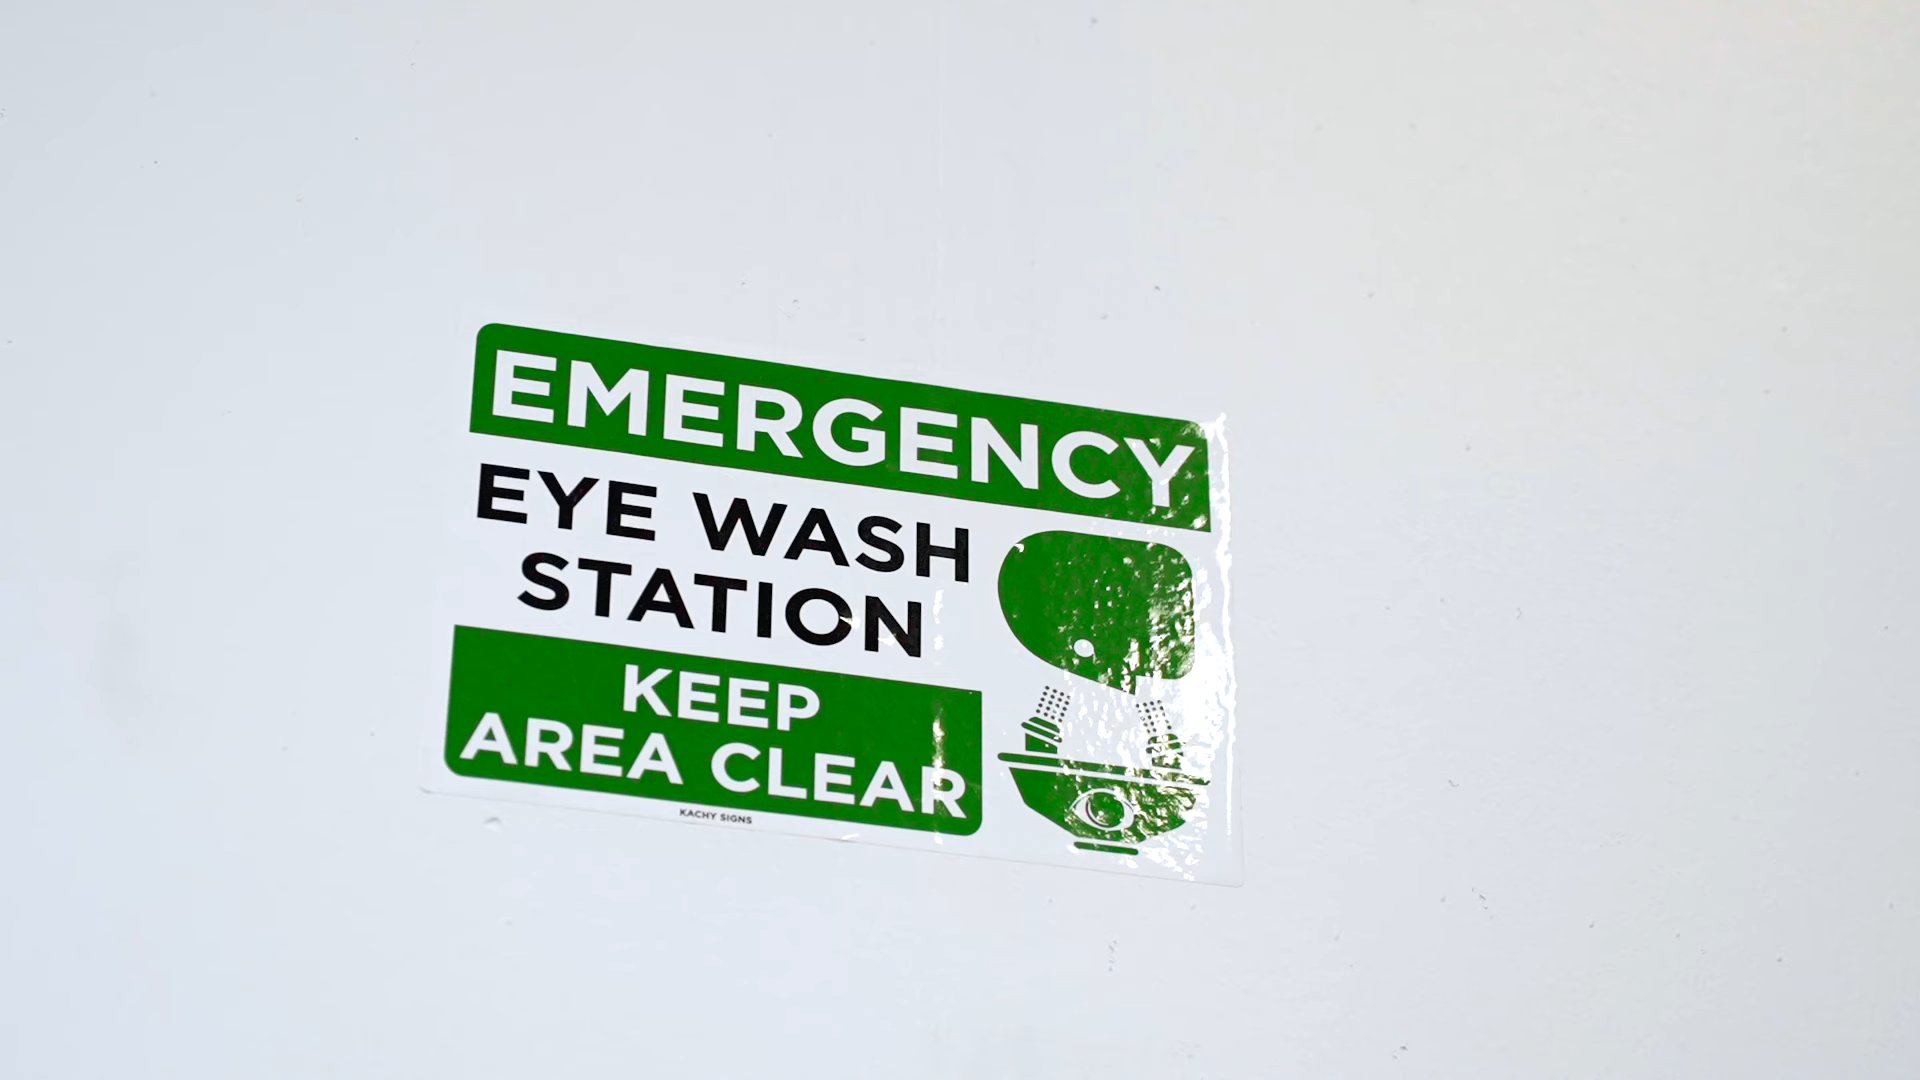 EMERGENCY
EYE WASH
STATION
KEEP
AREA CLEAR
KACHY SIGNS